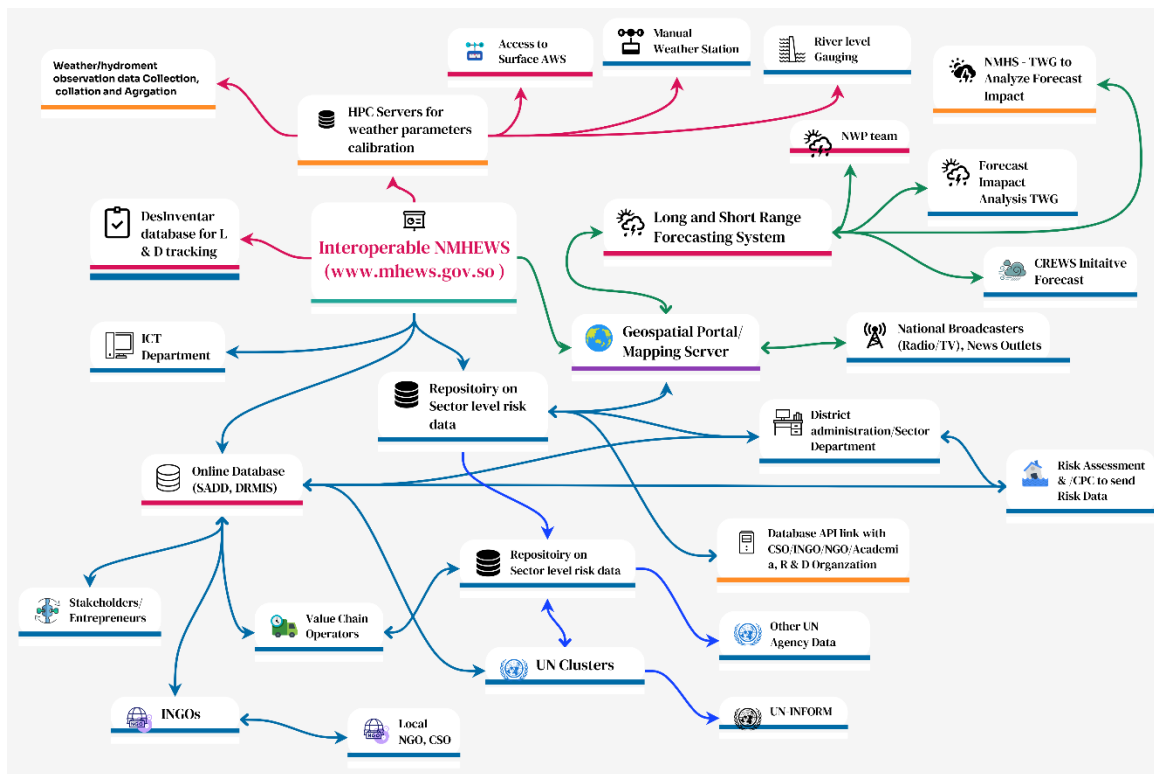 Weather/hydroment
observation data Collection,
collation and Agrgation
Access to
Surface AWS
Manual
Weather Station
River level
Gauging
NMHS - TWG to
Analyze Forecast
Impact
HPC Servers for
weather parameters
calibration
NWP team
Forecast
Imapact
Analysis TWG
DesInventar
database for L
& D tracking
Interoperable NMHEWS
(www.mhews.gov.so )
Long and Short Range
Forecasting System
CREWS Initaitve
Forecast
ICT
Department
Geospatial Portal/
Mapping Server
National Broadcasters
(Radio/TV), News Outlets
Repositoiry on
Sector level risk
data
District
administration/Sector
Department
Online Database
(SADD, DRMIS)
Risk Assessment
& /CPC to send
Risk Data
Database API link with
CSO/INGO/NGO/Academi
a, R & D Organzation
Repositoiry on
Sector level risk data
Stakeholders/
Entrepreneurs
Value Chain
Operators
Other UN
Agency Data
UN Clusters
INGOs
Local
NGO, CSO
UN-INFORM